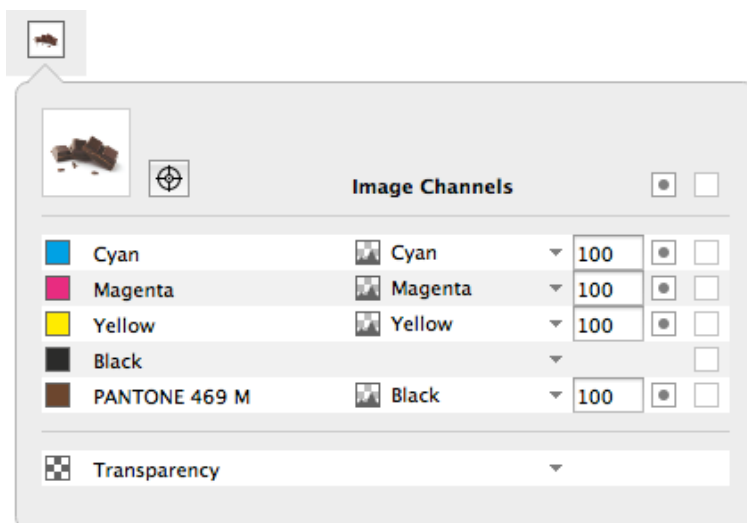 Image Channels
Cyan Cyan 100
Magenta Magenta 100
Yellow Yellow 100
Black
PANTONE 469 M Black 100
Transparency